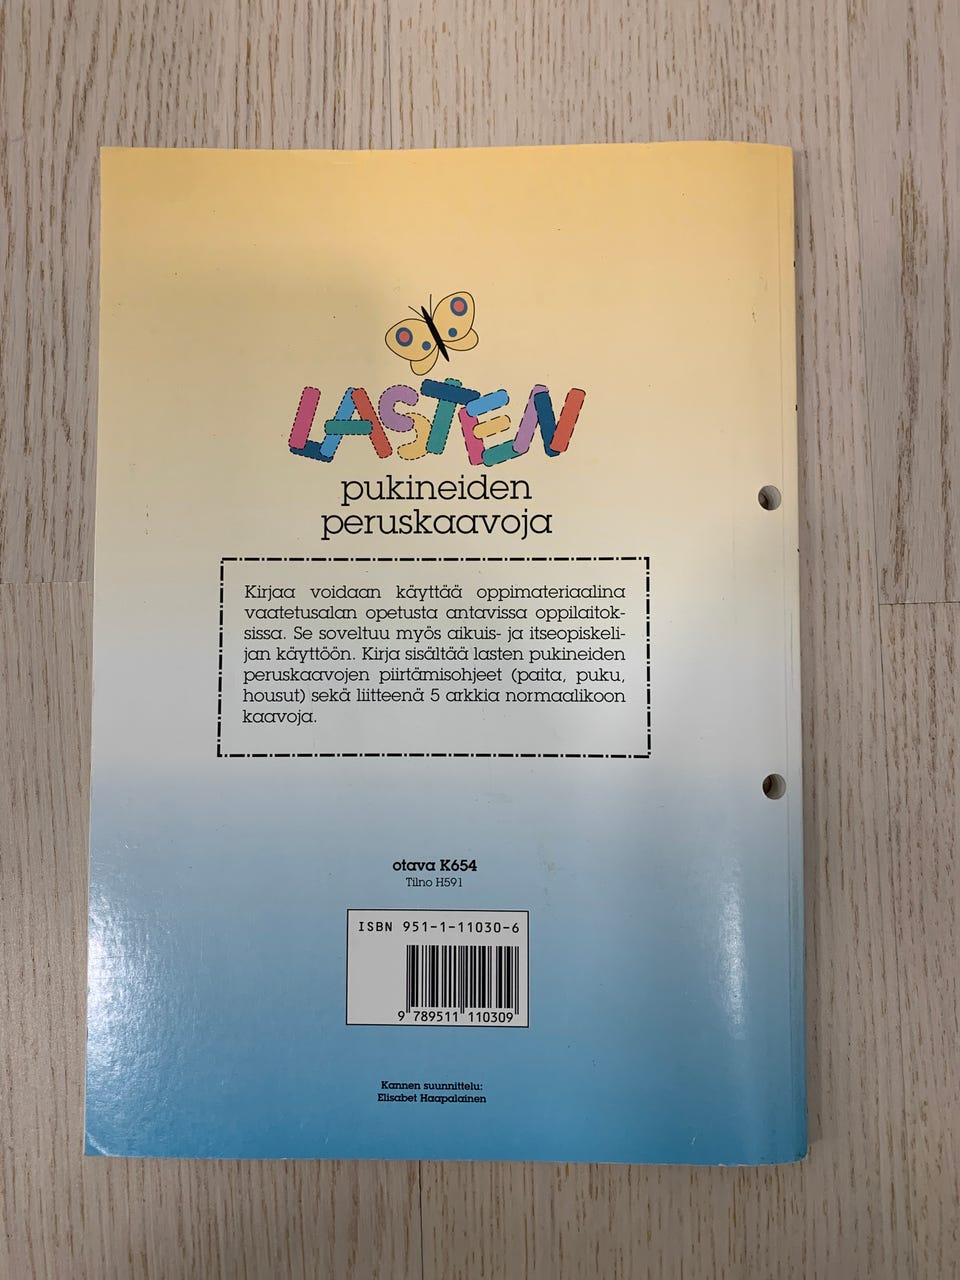 LASTEN
pukineiden
peruskaavoja
Kirjaa voidaan käyttää oppimateriaalina
vaatetusalan opetusta antavissa oppilaitok-
sissa. Se soveltuu myös aikuis- ja itseopiskeli-
jan käyttöön. Kirja sisältää lasten pukineiden
peruskaavojen piirtämisohjeet (paita, puku,
housut) sekä liitteenä 5 arkkia normaalikoon
kaavoja.
otava K654
Tilno H591
ISBN 951-1-11030-6
9 789511 110309
Kannen suunnittelu:
Elisabet Haapalainen